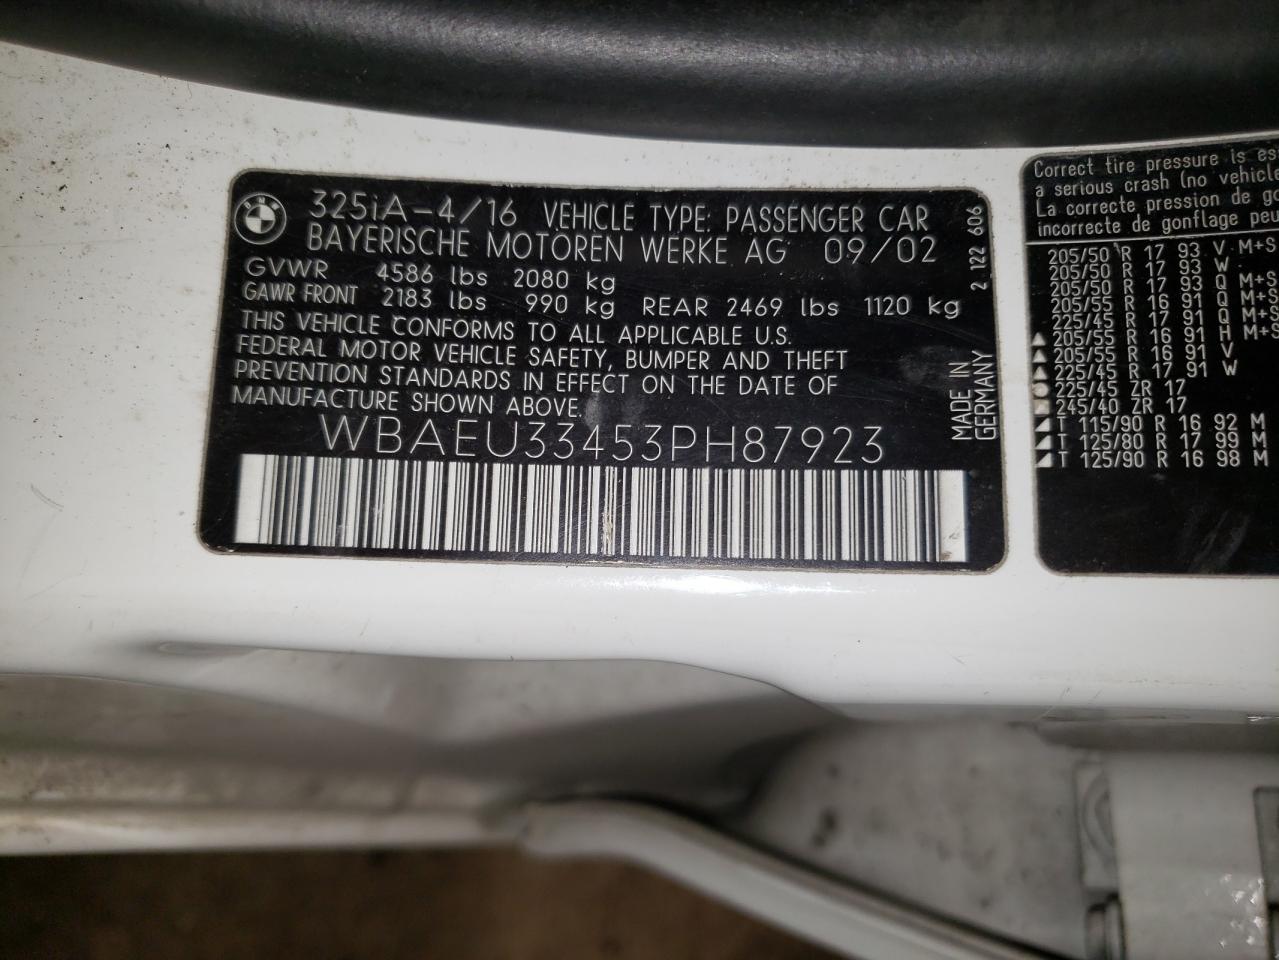 BMW
325iA-4/16 VEHICLE TYPE: PASSENGER CAR
BAYERISCHE MOTOREN WERKE AG 09/02
GVWR 4586 lbs 2080 kg
GAWR FRONT 2183 lbs 990 kg REAR 2469 lbs 1120 kg
THIS VEHICLE CONFORMS TO ALL APPLICABLE U.S.
FEDERAL MOTOR VEHICLE SAFETY, BUMPER AND THEFT
PREVENTION STANDARDS IN EFFECT ON THE DATE OF
MANUFACTURE SHOWN ABOVE.
WBAEU33453PH87923
2 122 606
MADE IN
GERMANY
Correct tire pressure is
a serious crash (no
La correcte pression de
incorrecte de gonflage
205/50 R 17 93 V M+S
205/50 R 17 93 W
205/50 R 17 93 Q M+S
205/55 R 16 91 Q M+S
225/45 R 17 91 Q M+S
205/55 R 16 91 H M+S
205/55 R 16 91 V
225/45 R 17 91 W
225/45 ZR 17
245/40 ZR 17
T 115/90 R 16 92 M
T 125/80 R 17 99 M
T 125/90 R 16 98 M